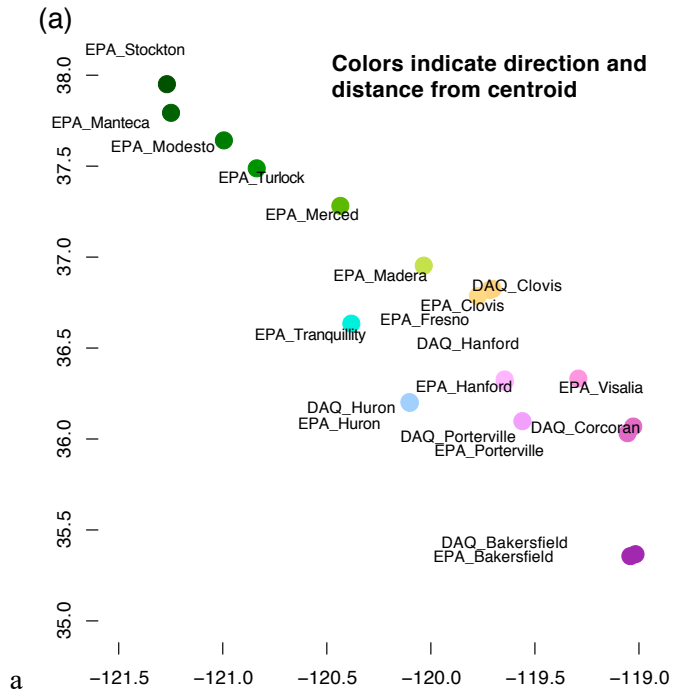 (a)
EPA_Stockton
Colors indicate direction and
distance from centroid
38.0
EPA_Manteca
EPA_Modesto
37.5
EPA_Turlock
EPA_Merced
37.0
EPA_Madera
DAQ_Clovis
EPA_Clovis
EPA_Fresno
EPA_Tranquillity
DAQ_Hanford
36.5
EPA_Hanford
EPA_Visalia
DAQ_Huron
EPA_Huron
DAQ_Corcoran
DAQ_Porterville
EPA_Porterville
36.0
35.5
DAQ_Bakersfield
EPA_Bakersfield
35.0
a
−121.5 −121.0 −120.5 −120.0 −119.5 −119.0